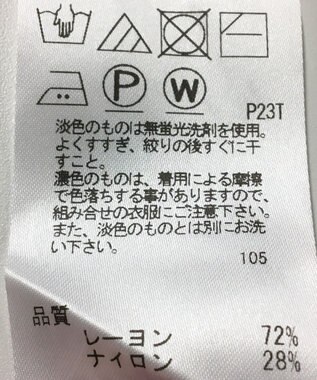 P W
P23T
淡色のものは無蛍光洗剤を使用。
よくすすぎ、絞りの後すぐに干
すこと。
濃色のものは、着用による摩擦
で色落ちする事がありますので、
組み合せの衣服にご注意下さい。
また、淡色のものとは別にお洗
い下さい。
105
品質
レーヨン 72%
ナイロン 28%